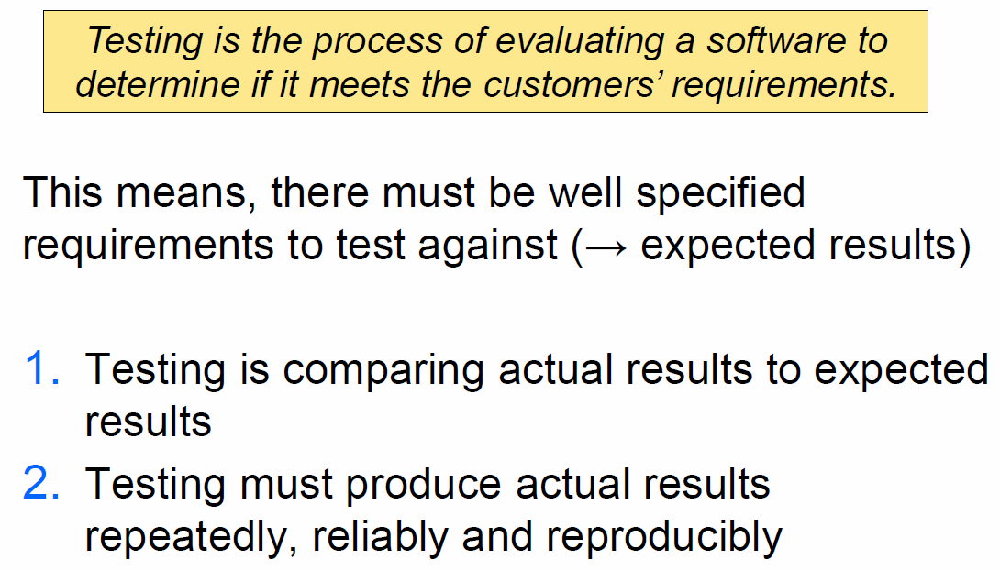 Testing is the process of evaluating a software to
determine if it meets the customers’ requirements.
This means, there must be well specified
requirements to test against (→ expected results)
1. Testing is comparing actual results to expected
results
2. Testing must produce actual results
repeatedly, reliably and reproducibly